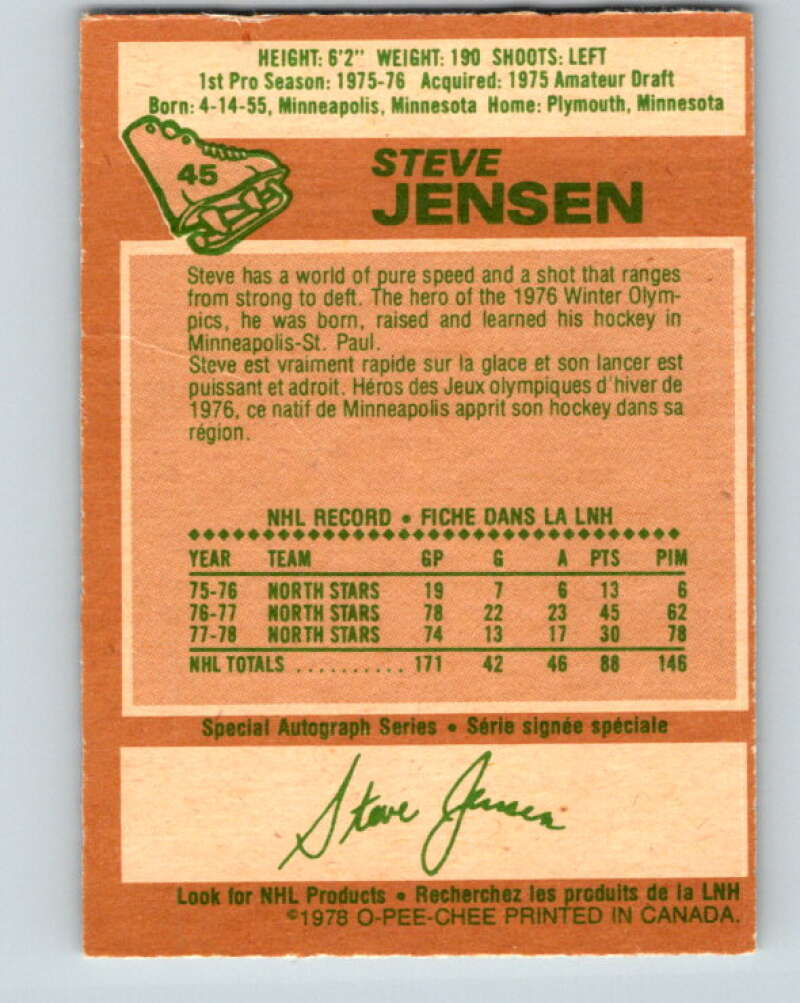 HEIGHT: 6'2" WEIGHT: 190 SHOOTS: LEFT
1st Pro Season: 1975-76 Acquired: 1975 Amateur Draft
Born: 4-14-55, Minneapolis, Minnesota Home: Plymouth, Minnesota
45
STEVE
JENSEN
Steve has a world of pure speed and a shot that ranges
from strong to deft. The hero of the 1976 Winter Olym-
pics, he was born, raised and learned his hockey in
Minneapolis-St. Paul.
Steve est vraiment rapide sur la glace et son lancer est
puissant et adroit. Héros des Jeux olympiques d'hiver de
1976, ce natif de Minneapolis apprit son hockey dans sa
région.
NHL RECORD • FICHE DANS LA LNH
YEAR TEAM GP G A PTS PIM
75-76 NORTH STARS 19 7 6 13 6
76-77 NORTH STARS 78 22 23 45 62
77-78 NORTH STARS 74 13 17 30 78
NHL TOTALS .......... 171 42 46 88 146
Special Autograph Series • Série signée spéciale
Steve Jensen
Look for NHL Products • Recherchez les produits de la LNH
©1978 O-PEE-CHEE PRINTED IN CANADA.